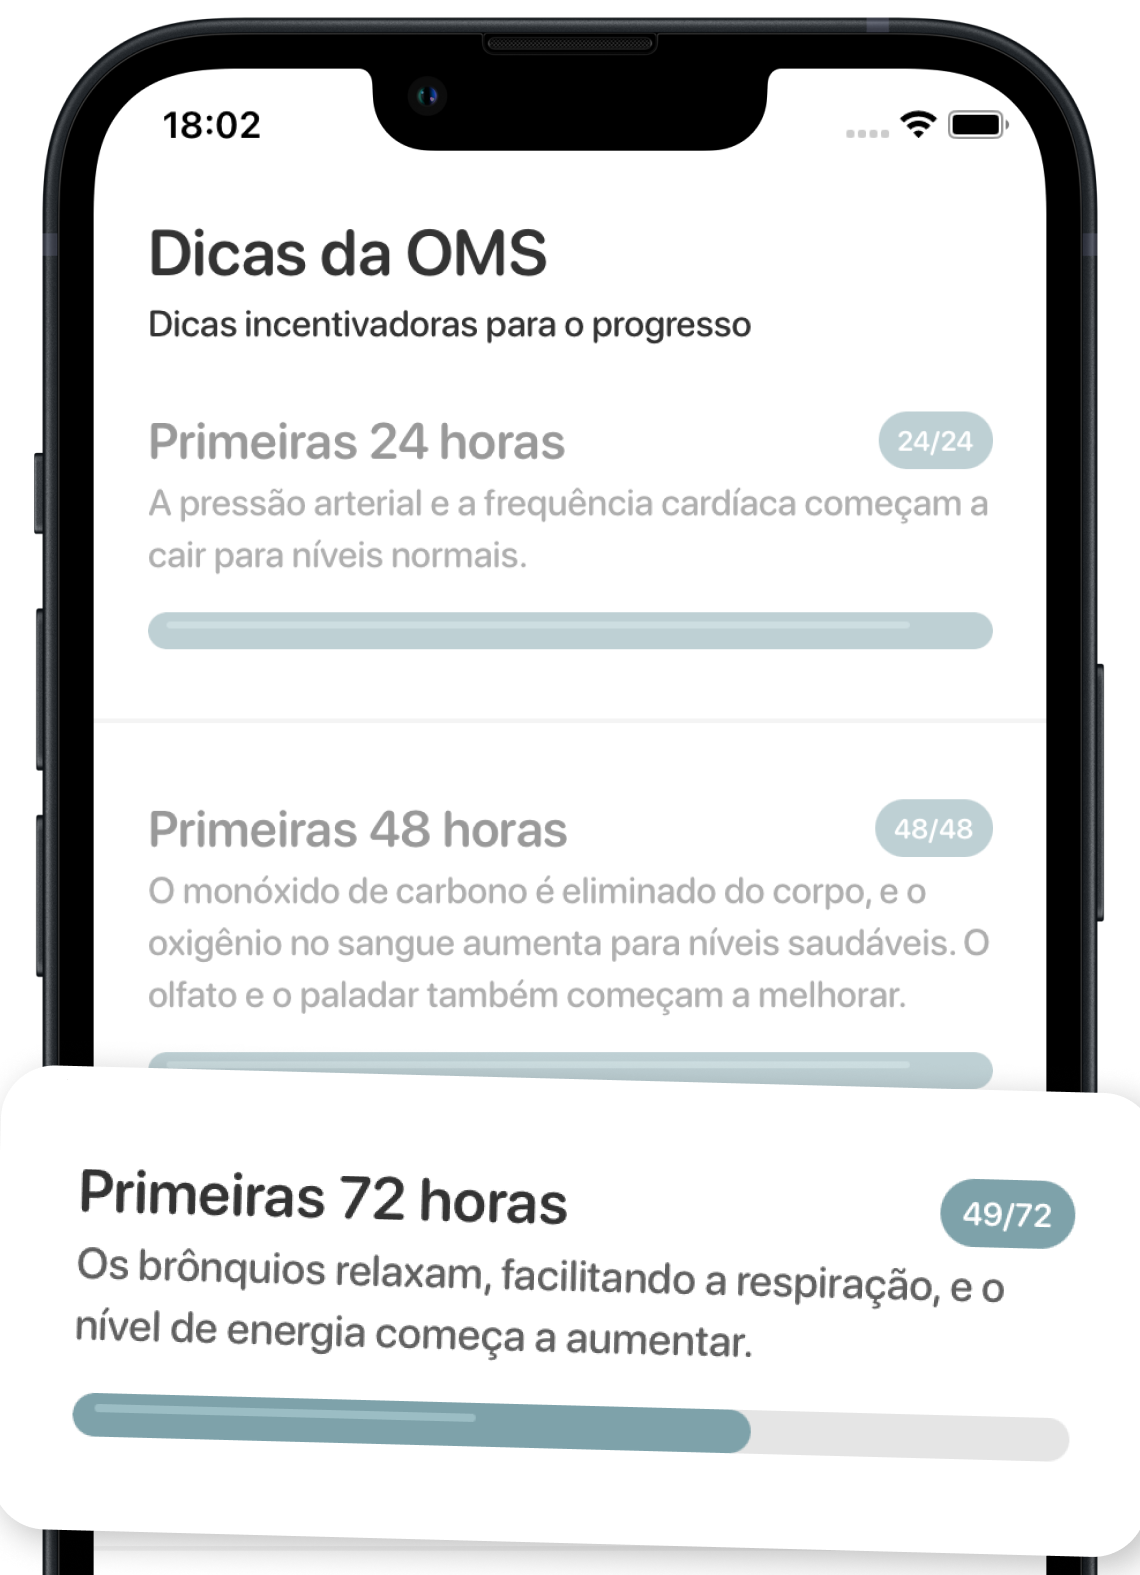 18:02
Dicas da OMS
Dicas incentivadoras para o progresso
Primeiras 24 horas
24/24
A pressão arterial e a frequência cardíaca começam a
cair para níveis normais.
Primeiras 48 horas
48/48
O monóxido de carbono é eliminado do corpo, e o
oxigênio no sangue aumenta para níveis saudáveis. O
olfato e o paladar também começam a melhorar.
Primeiras 72 horas
49/72
Os brônquios relaxam, facilitando a respiração, e o
nível de energia começa a aumentar.